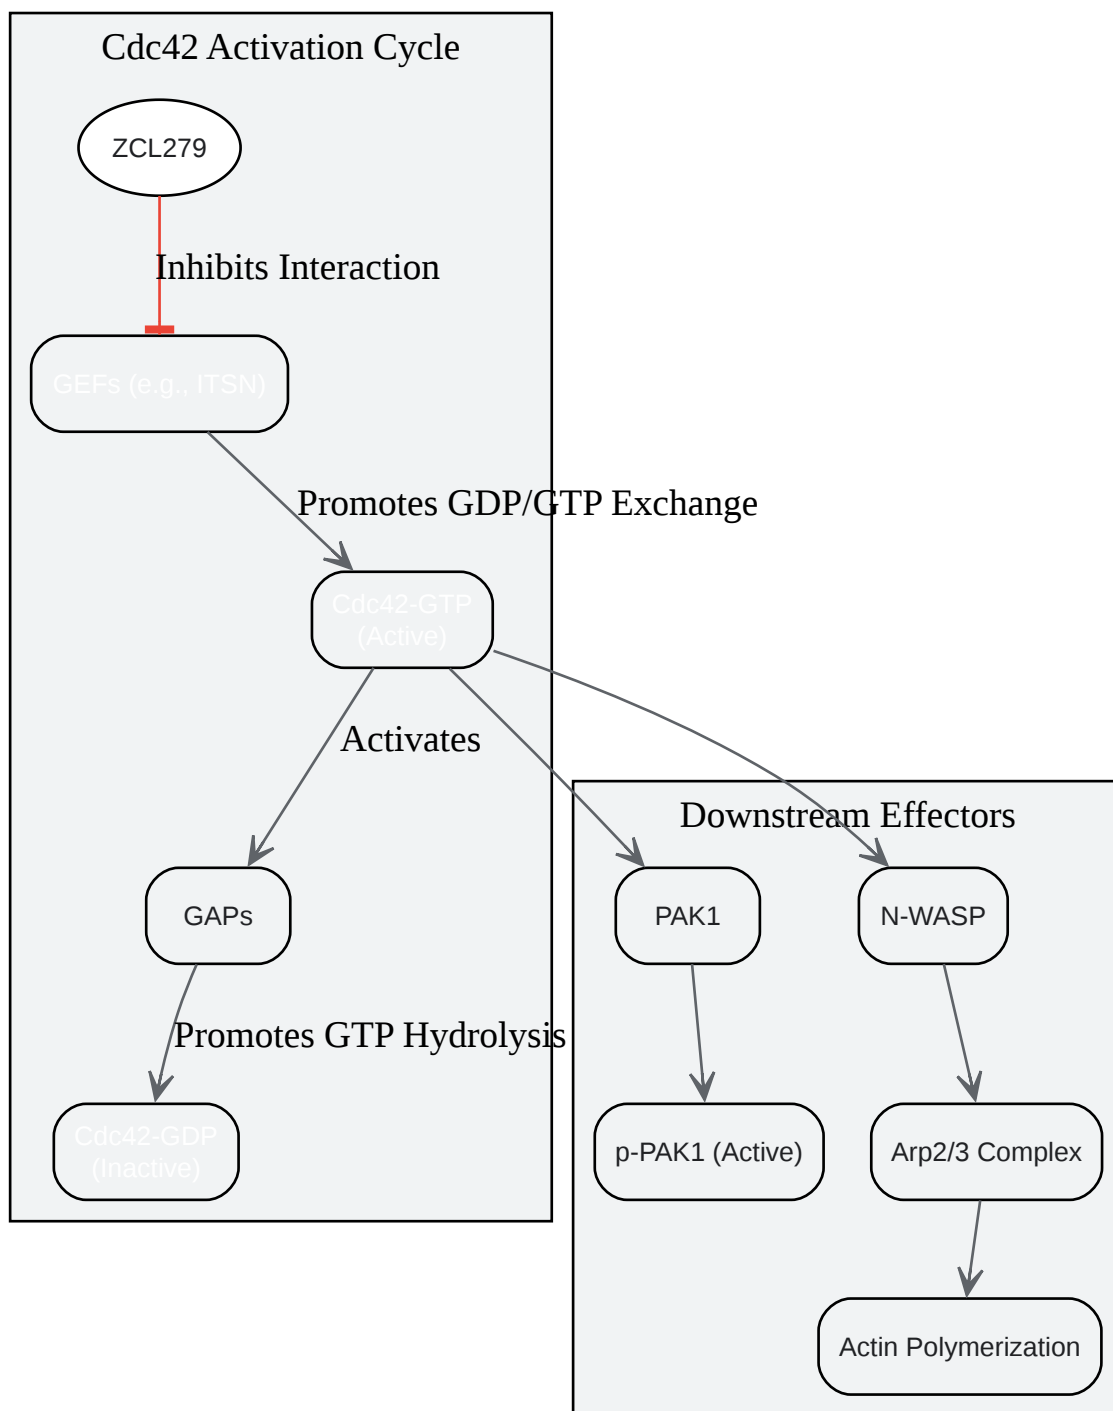 Cdc42 Activation Cycle
ZCL279
Inhibits Interaction
GEFs (e.g., ITSN)
Promotes GDP/GTP Exchange
Cdc42-GTP
(Active)
Activates
Downstream Effectors
GAPs
PAK1
N-WASP
Promotes GTP Hydrolysis
Cdc42-GDP
(Inactive)
p-PAK1 (Active)
Arp2/3 Complex
Actin Polymerization